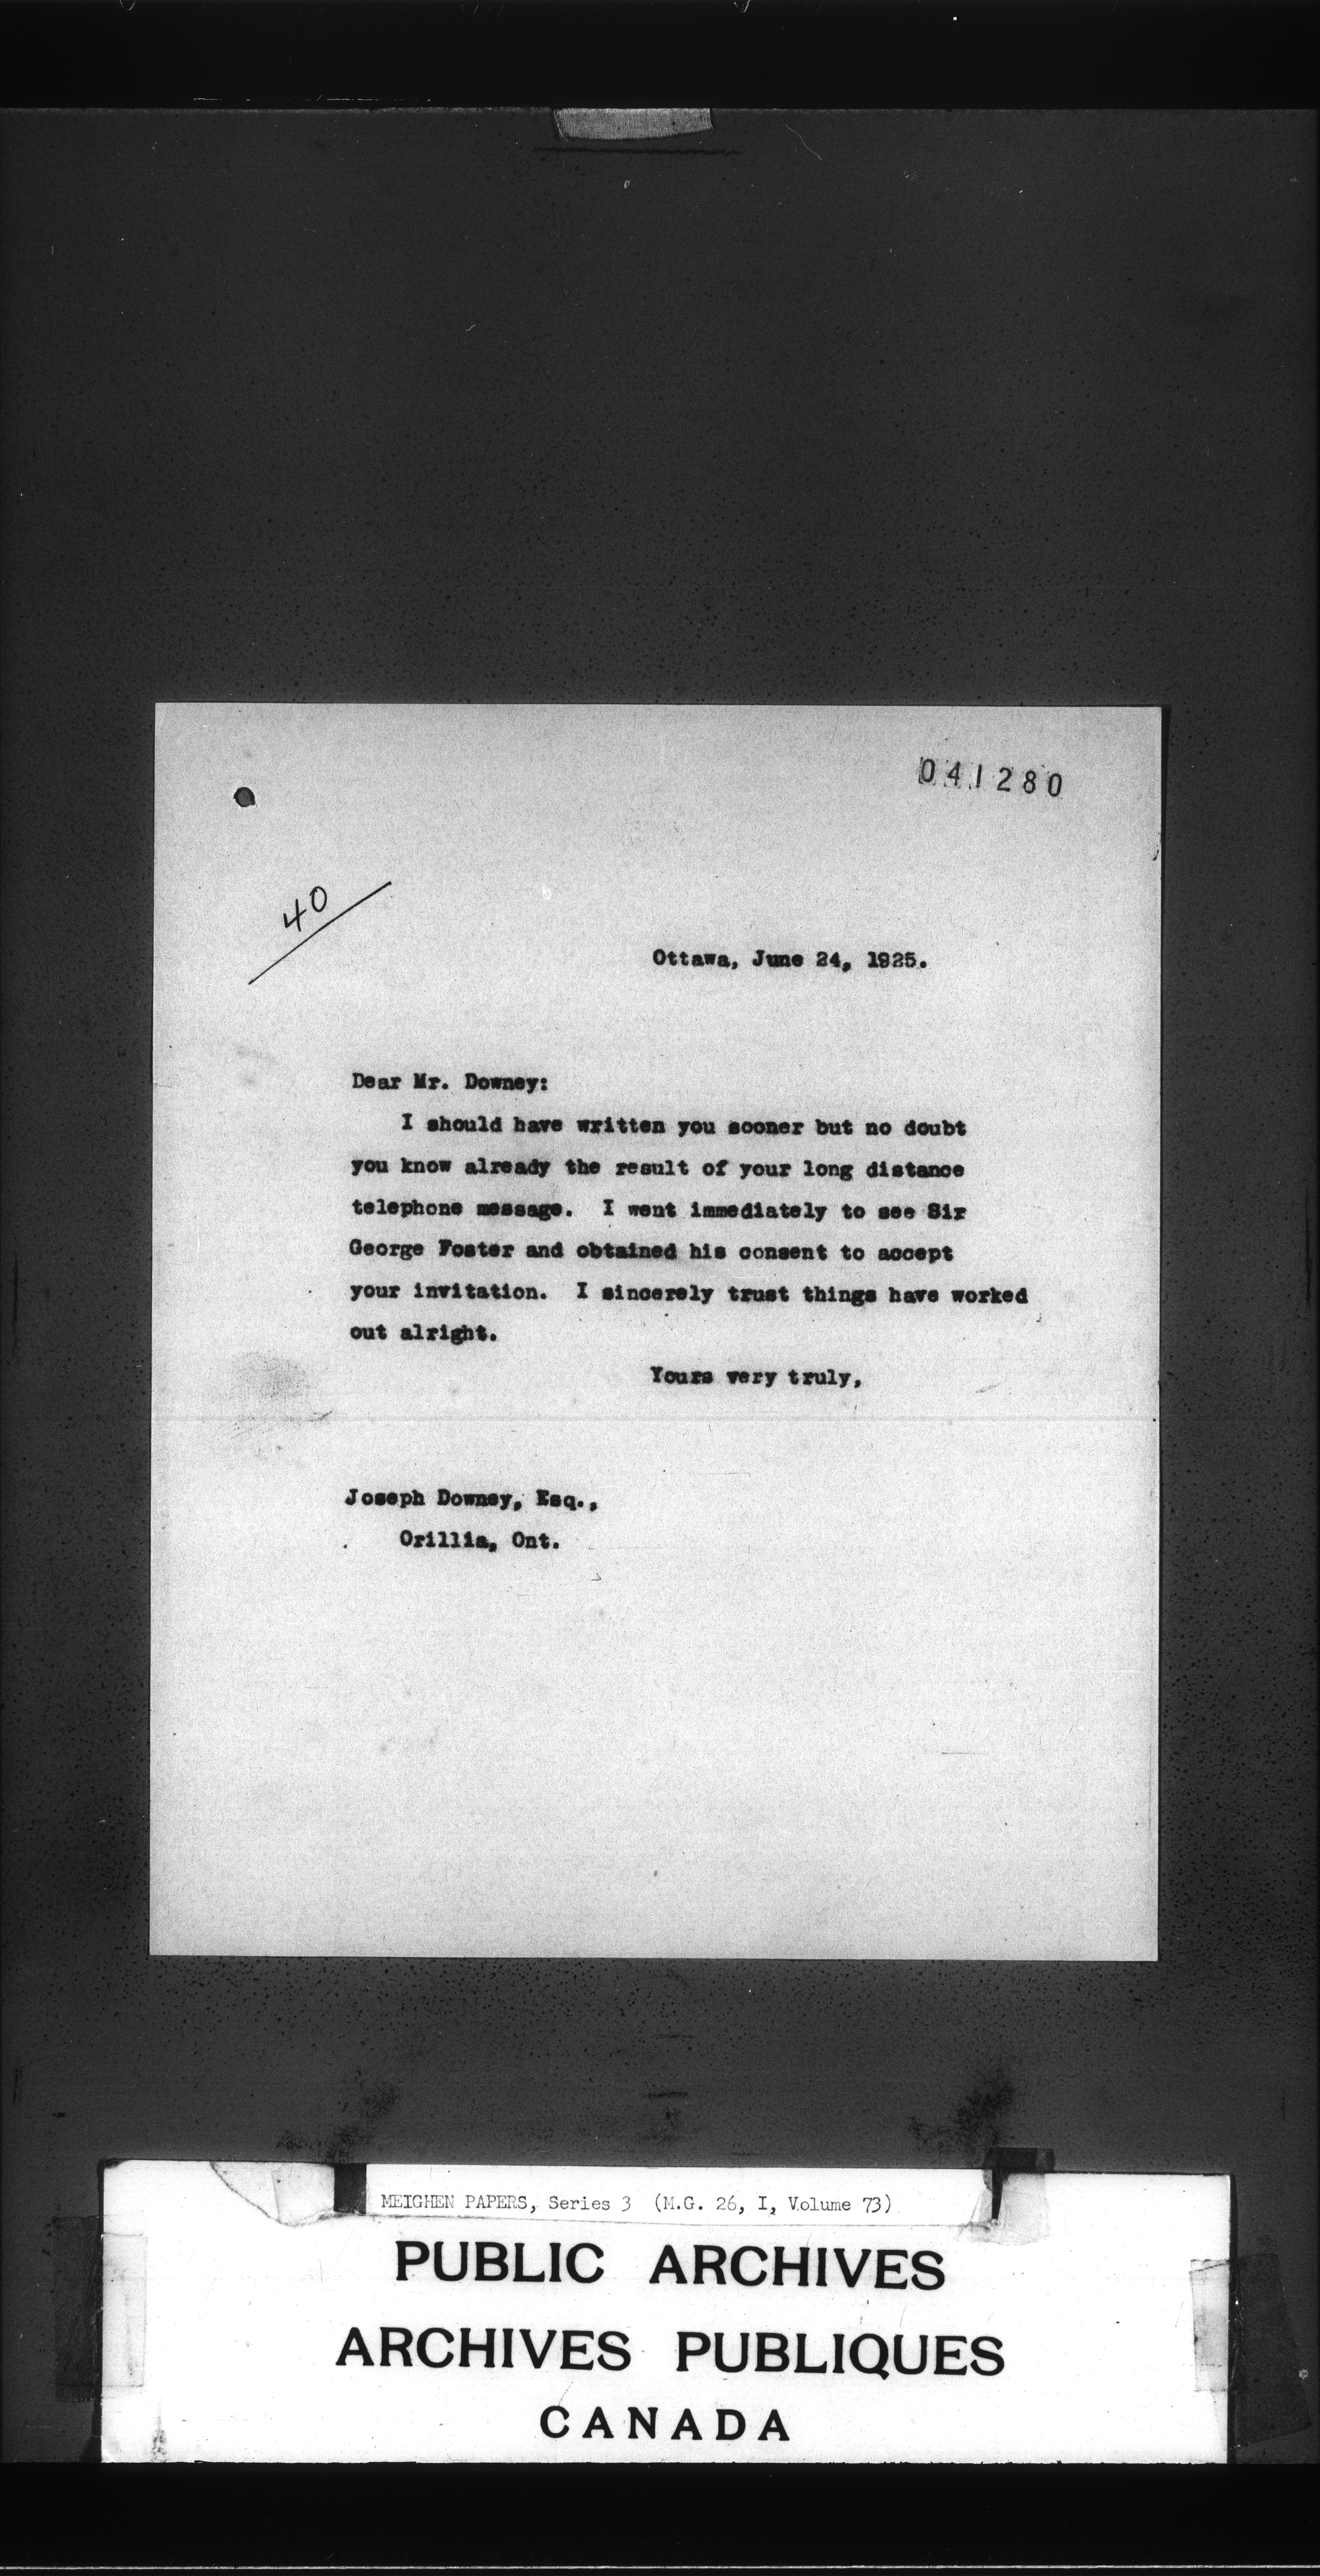 041280
40
Ottawa, June 24, 1925.
Dear Mr. Downey:
I should have written you sooner but no doubt
you know already the result of your long distance
telephone message. I went immediately to see Sir
George Foster and obtained his consent to accept
your invitation. I sincerely trust things have worked
out alright.
Yours very truly,
Joseph Downey, Esq.,
Orillia, Ont.
MEIGHEN PAPERS, Series 3 (M.G. 26, I, Volume 73)
PUBLIC ARCHIVES
ARCHIVES PUBLIQUES
CANADA